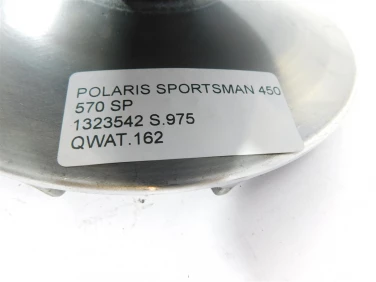 POLARIS SPORTSMAN 450
570 SP
1323542 S.975
QWAT.162